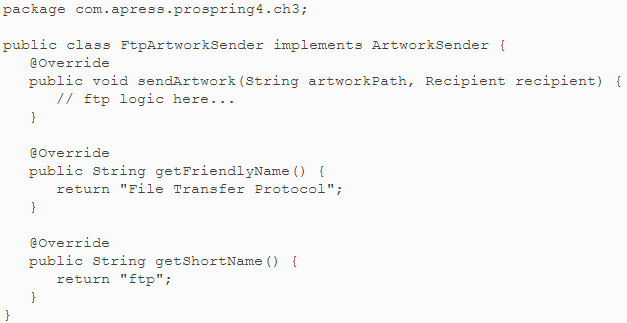 package com.apress.prospring4.ch3;
public class FtpArtworkSender implements ArtworkSender {
@Override
public void sendArtwork(String artworkPath, Recipient recipient) {
// ftp logic here...
}
@Override
public String getFriendlyName() {
return "File Transfer Protocol";
}
@Override
public String getShortName() {
return "ftp";
}
}